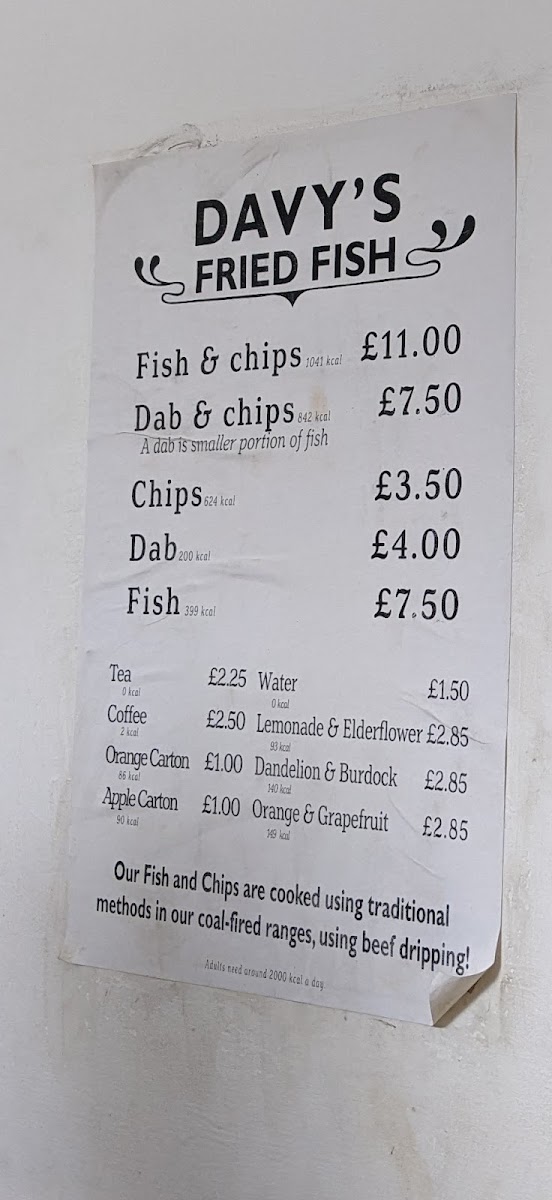 DAVY'S
FRIED FISH
Fish & chips 1041 kcal £11.00
Dab & chips 842 kcal £7.50
A dab is smaller portion of fish
Chips 624 kcal £3.50
Dab 200 kcal £4.00
Fish 399 kcal £7.50
Tea £2.25 Water £1.50
0 kcal 0 kcal
Coffee £2.50 Lemonade & Elderflower £2.85
2 kcal 93 kcal
Orange Carton £1.00 Dandelion & Burdock £2.85
86 kcal 140 kcal
Apple Carton £1.00 Orange & Grapefruit £2.85
90 kcal 149 kcal
Our Fish and Chips are cooked using traditional
methods in our coal-fired ranges, using beef dripping!
Adults need around 2000 kcal a day